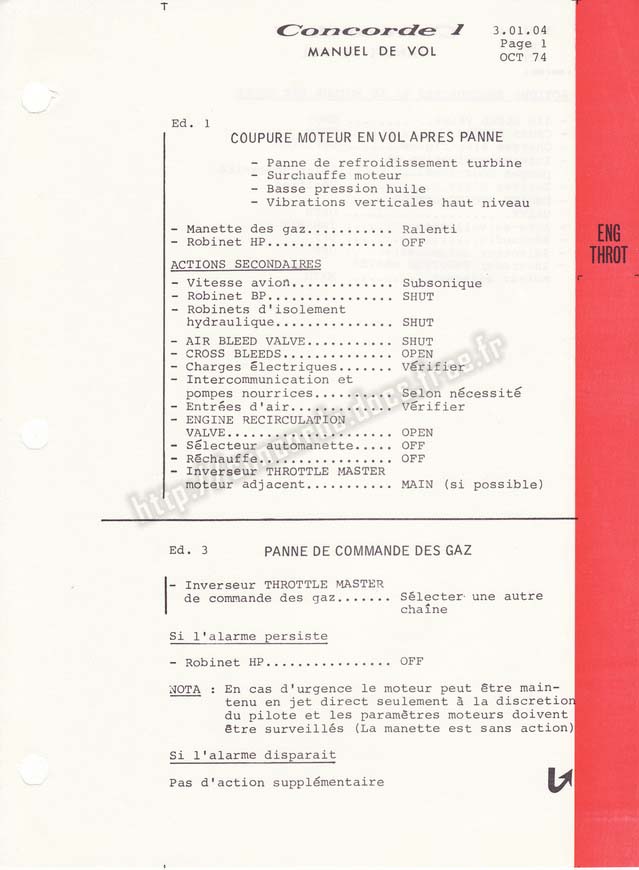 Concorde 1
3.01.04
MANUEL DE VOL
Page 1
OCT 74
Ed. 1
COUPURE MOTEUR EN VOL APRES PANNE
- Panne de refroidissement turbine
- Surchauffe moteur
- Basse pression huile
- Vibrations verticales haut niveau
- Manette des gaz........... Ralenti
- Robinet HP................ OFF
ACTIONS SECONDAIRES
- Vitesse avion............. Subsonique
- Robinet BP................ SHUT
- Robinets d'isolement
hydraulique............... SHUT
- AIR BLEED VALVE........... SHUT
- CROSS BLEEDS.............. OPEN
- Charges électriques....... Vérifier
- Intercommunication et
pompes nourrices.......... Selon nécessité
- Entrées d'air............. Vérifier
- ENGINE RECIRCULATION
VALVE..................... OPEN
- Sélecteur automanette..... OFF
- Réchauffe................. OFF
- Inverseur THROTTLE MASTER
moteur adjacent........... MAIN (si possible)
ENG
THROT
Ed. 3
PANNE DE COMMANDE DES GAZ
- Inverseur THROTTLE MASTER
de commande des gaz....... Sélecter une autre
chaîne
Si l'alarme persiste
- Robinet HP................ OFF
NOTA : En cas d'urgence le moteur peut être main-
tenu en jet direct seulement à la discretion
du pilote et les paramètres moteurs doivent
être surveillés (La manette est sans action)
Si l'alarme disparait
Pas d'action supplémentaire